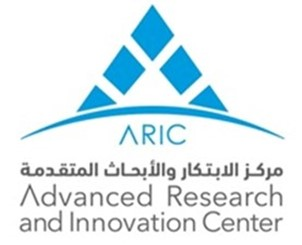 ARIC
مركز الابتكار والأبحاث المتقدمة
Advanced Research
and Innovation Center